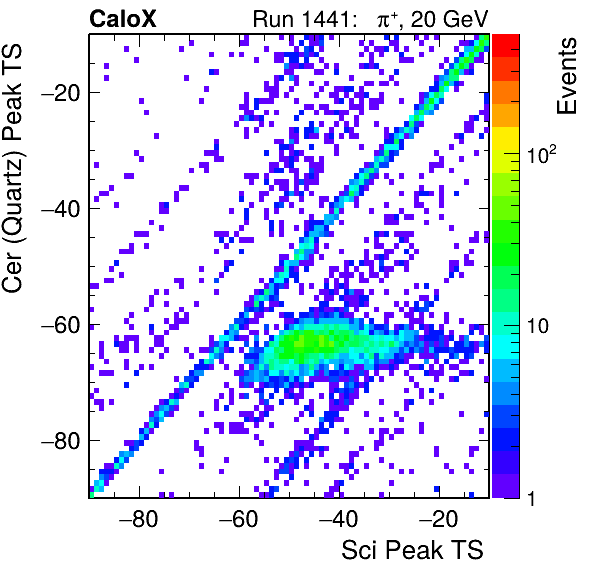 CaloX Run 1441: π⁺, 20 GeV
Cer (Quartz) Peak TS
−20
−40
−60
−80
−80 −60 −40 −20
Sci Peak TS
Events
10²
10
1